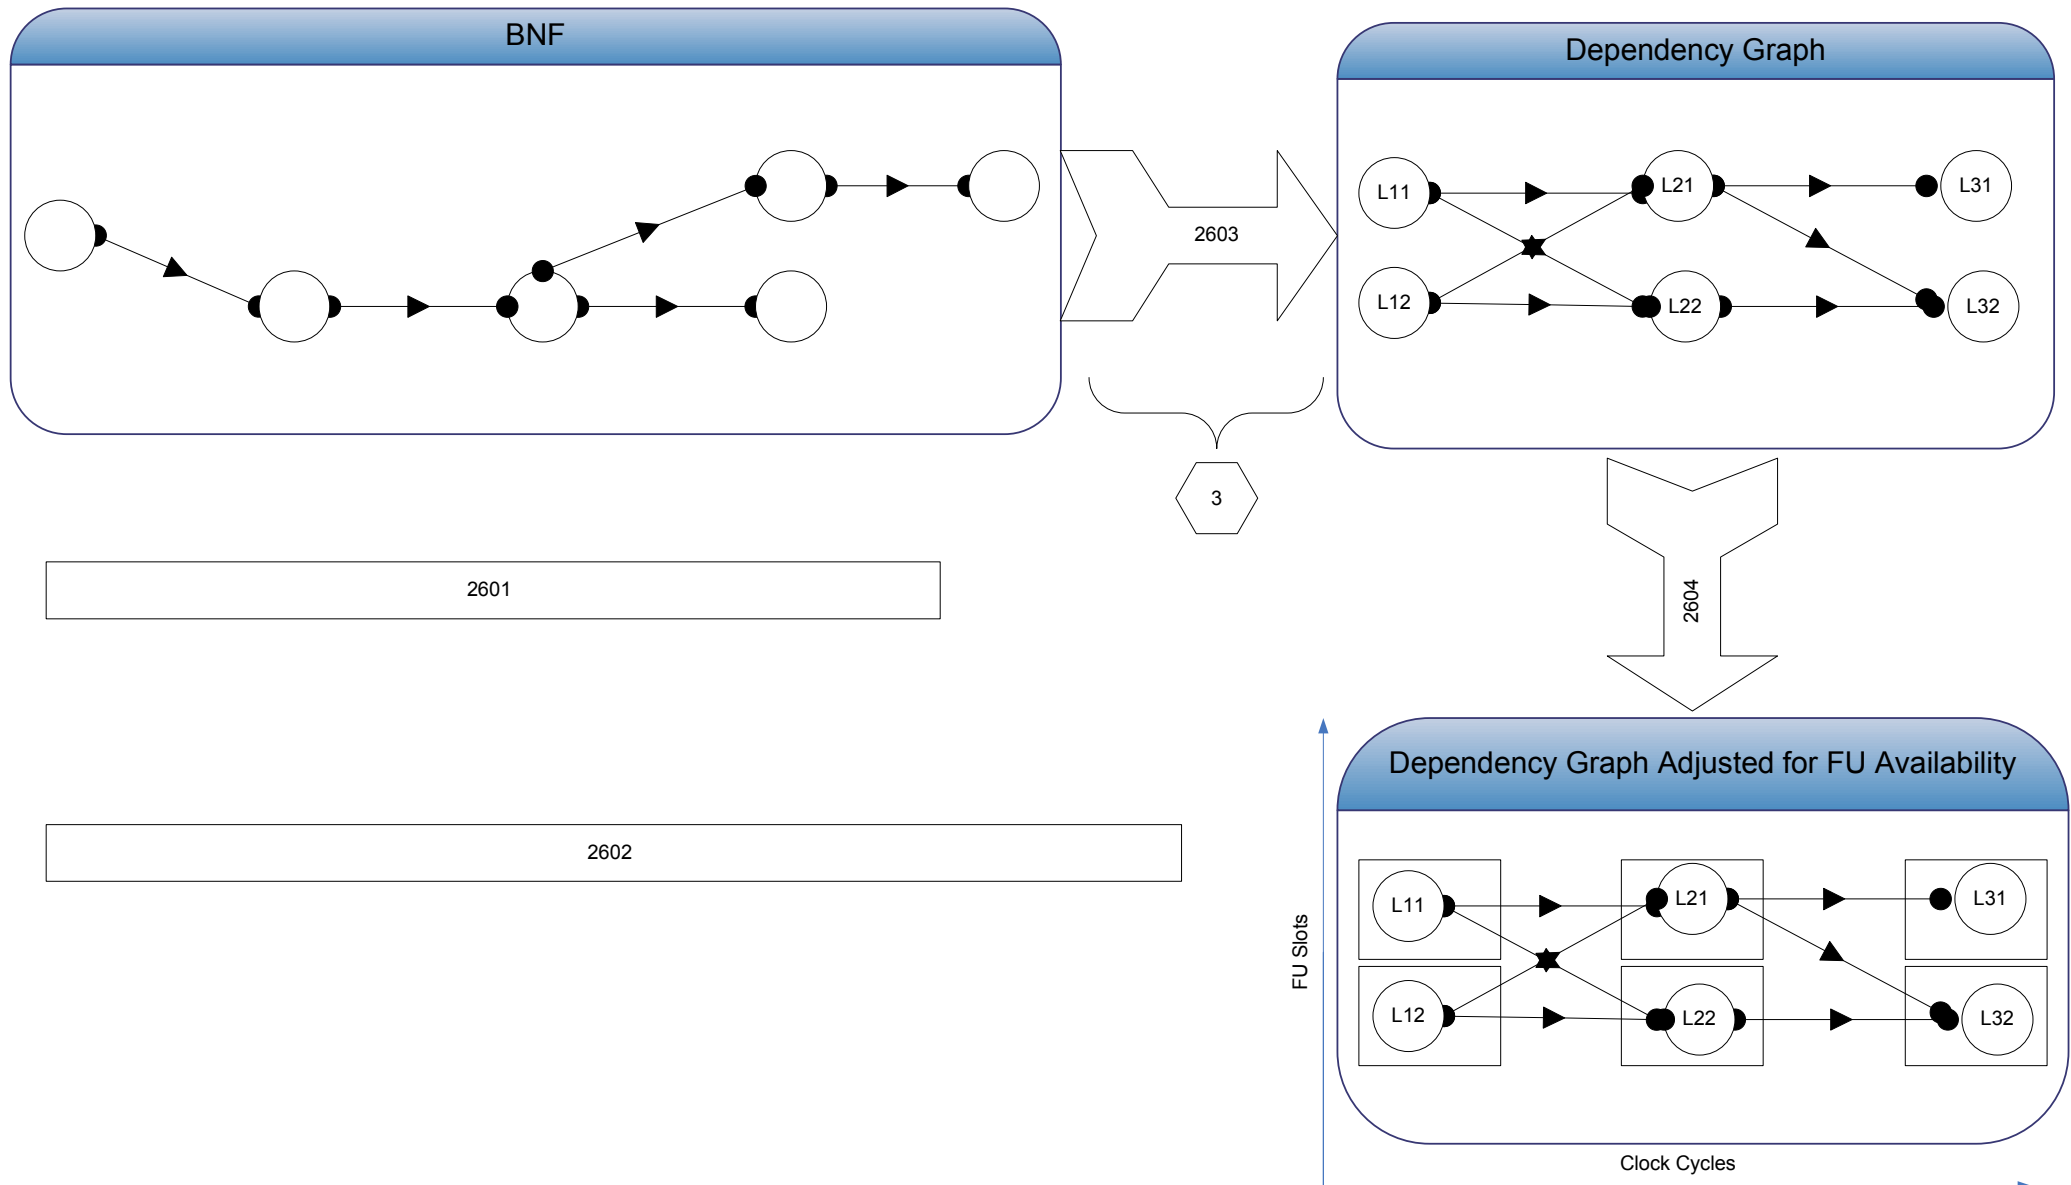 BNF
Dependency Graph
2603
L11
L21
L31
L12
L22
L32
3
2601
2604
2602
Dependency Graph Adjusted for FU Availability
FU Slots
L11
L21
L31
L12
L22
L32
Clock Cycles